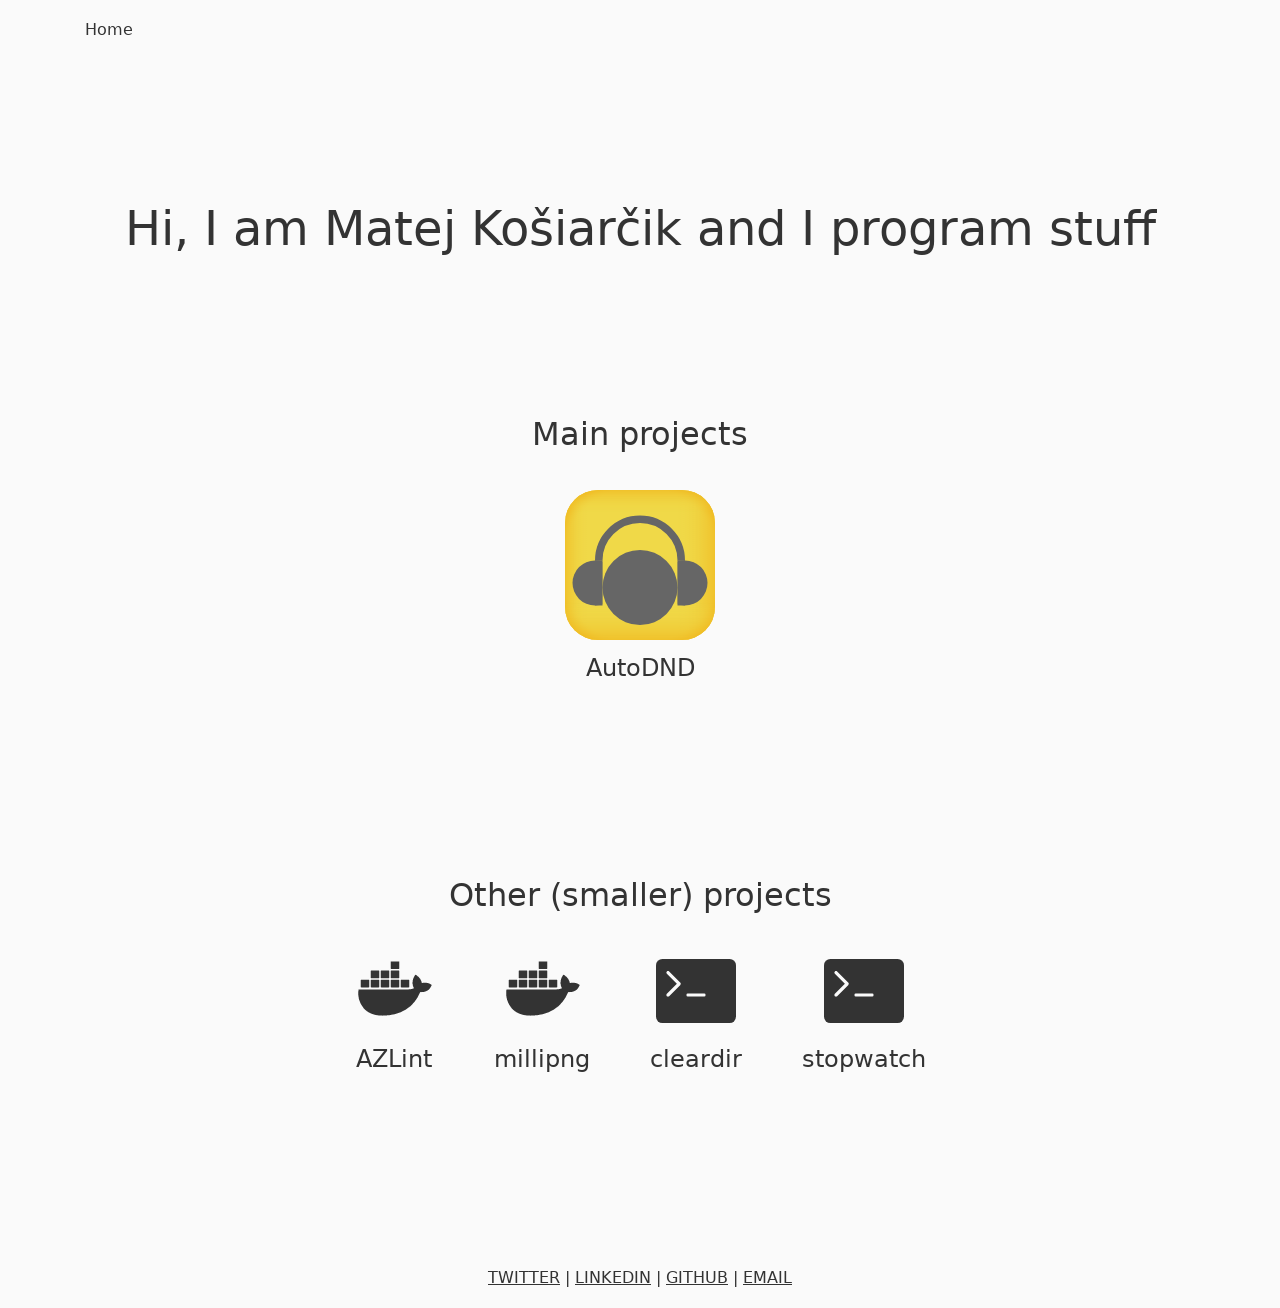 Home
Hi, I am Matej Košiarčik and I program stuff
Main projects
AutoDND
Other (smaller) projects
AZLint
millipng
cleardir
stopwatch
TWITTER | LINKEDIN | GITHUB | EMAIL